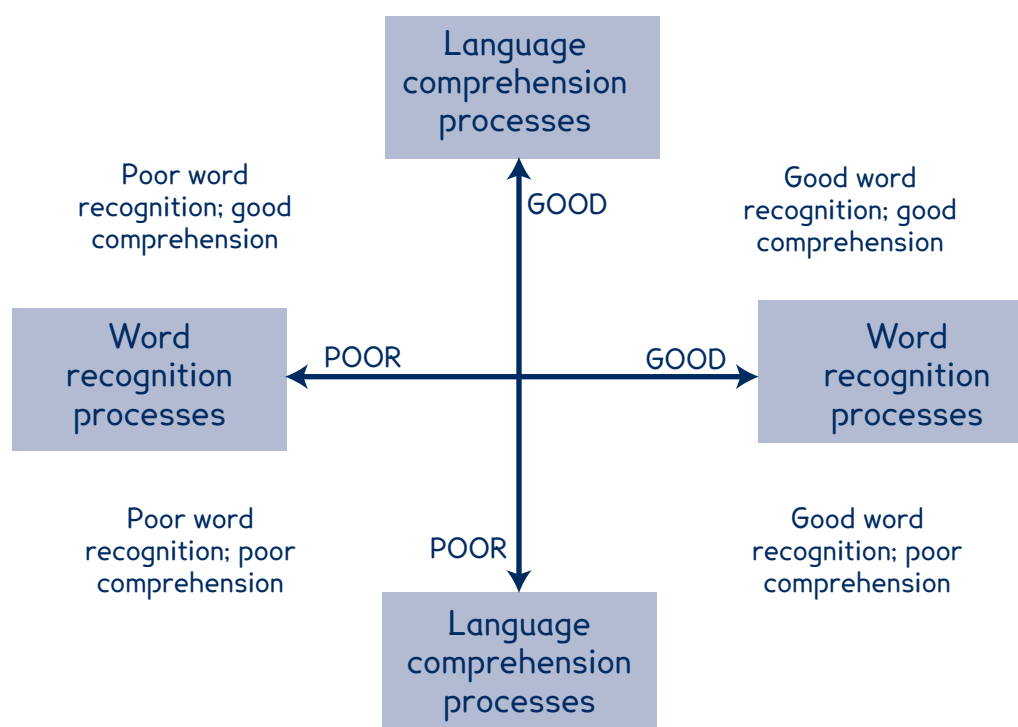 Language
comprehension
processes
Poor word
recognition; good
comprehension
GOOD
Good word
recognition; good
comprehension
Word
recognition
processes
POOR
GOOD
Word
recognition
processes
Poor word
recognition; poor
comprehension
POOR
Good word
recognition; poor
comprehension
Language
comprehension
processes